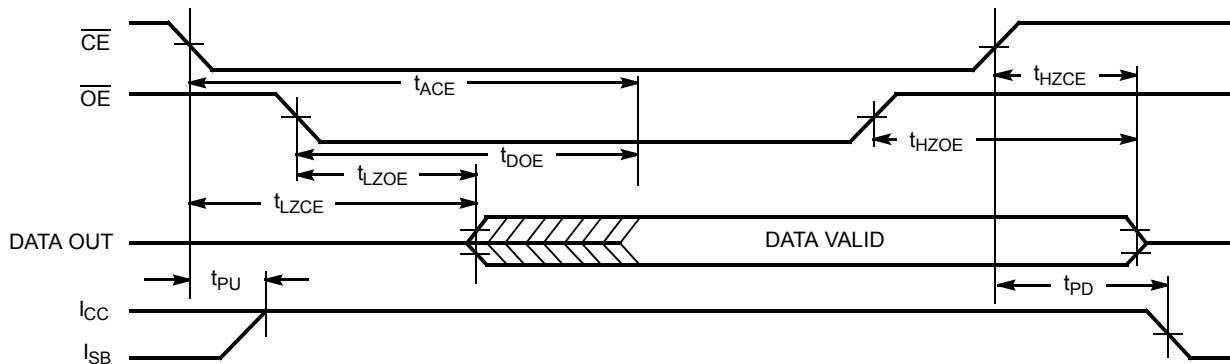 CE
tACE
tHZCE
OE
tHZOE
tDOE
tLZOE
tLZCE
DATA OUT
DATA VALID
tPU
tPD
ICC
ISB